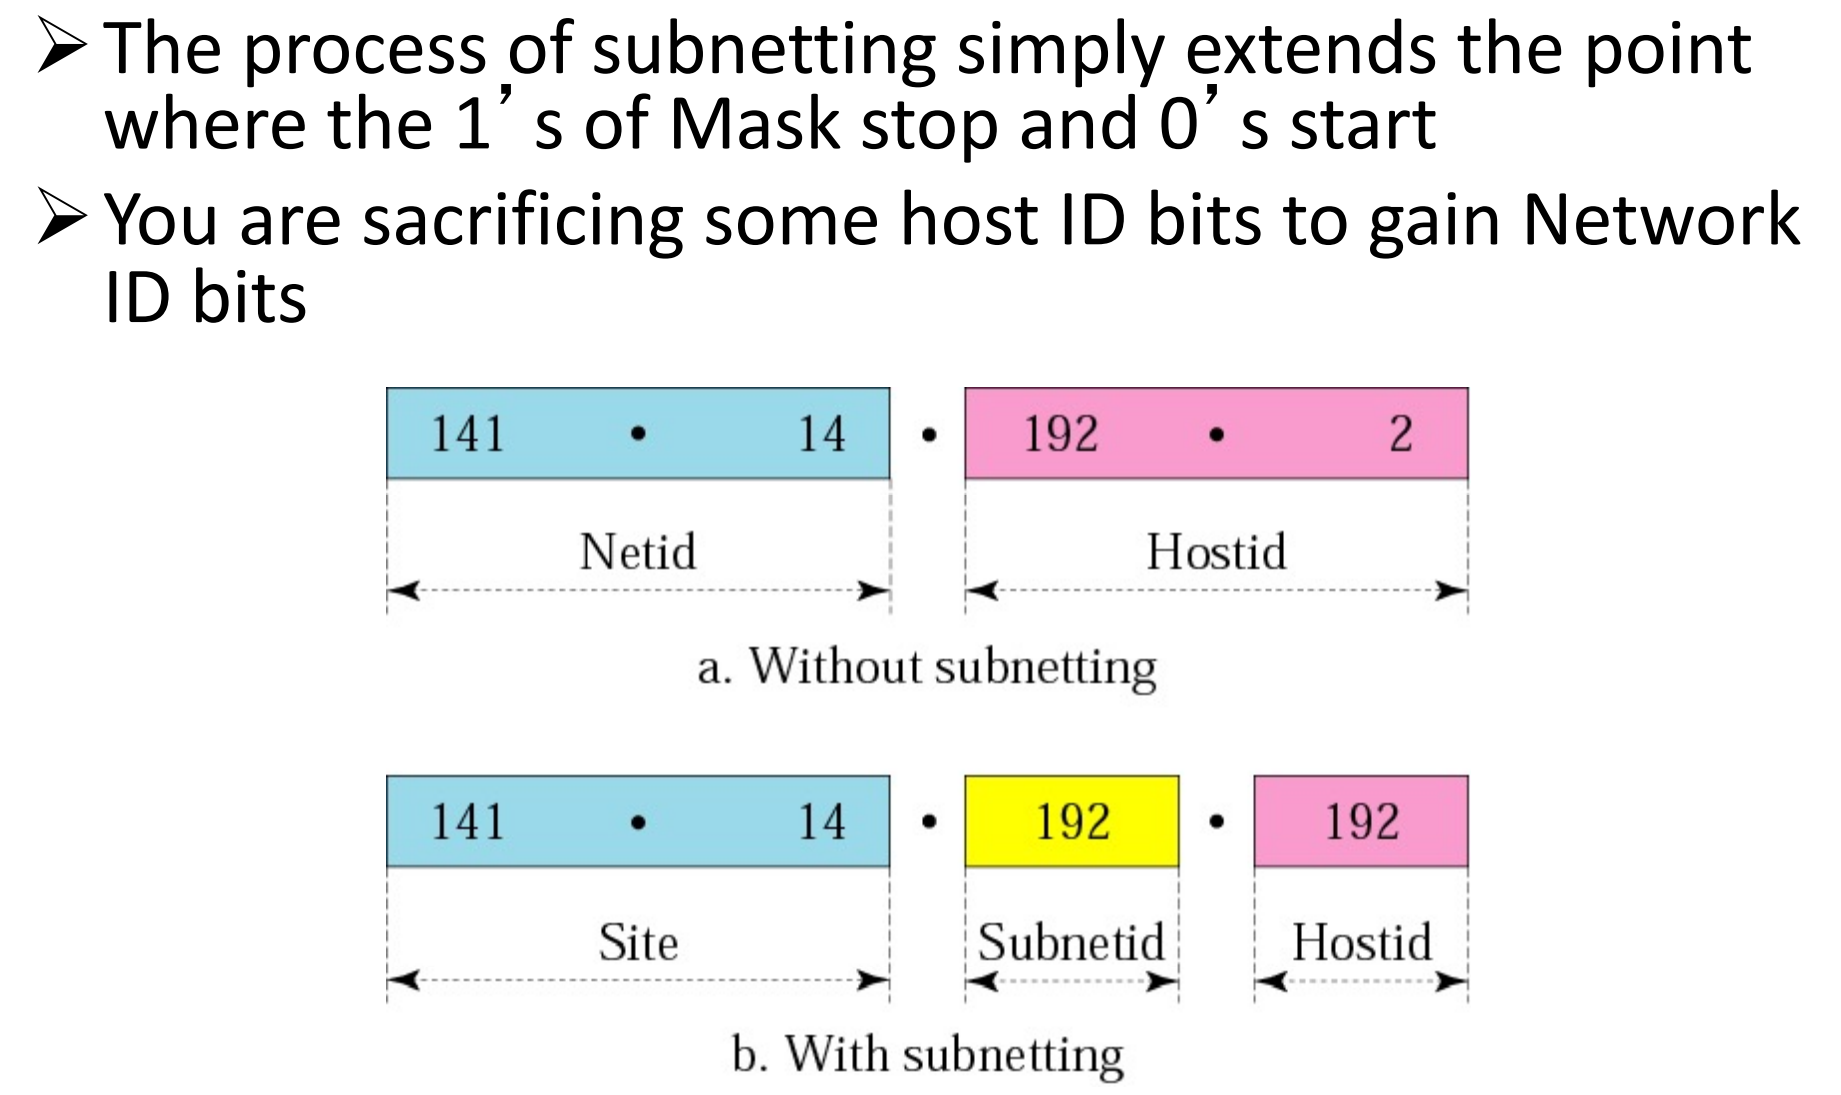 ➢ The process of subnetting simply extends the point
where the 1’s of Mask stop and 0’s start
➢ You are sacrificing some host ID bits to gain Network
ID bits
141 • 14 • 192 • 2
Netid Hostid
a. Without subnetting
141 • 14 • 192 • 192
Site Subnetid Hostid
b. With subnetting